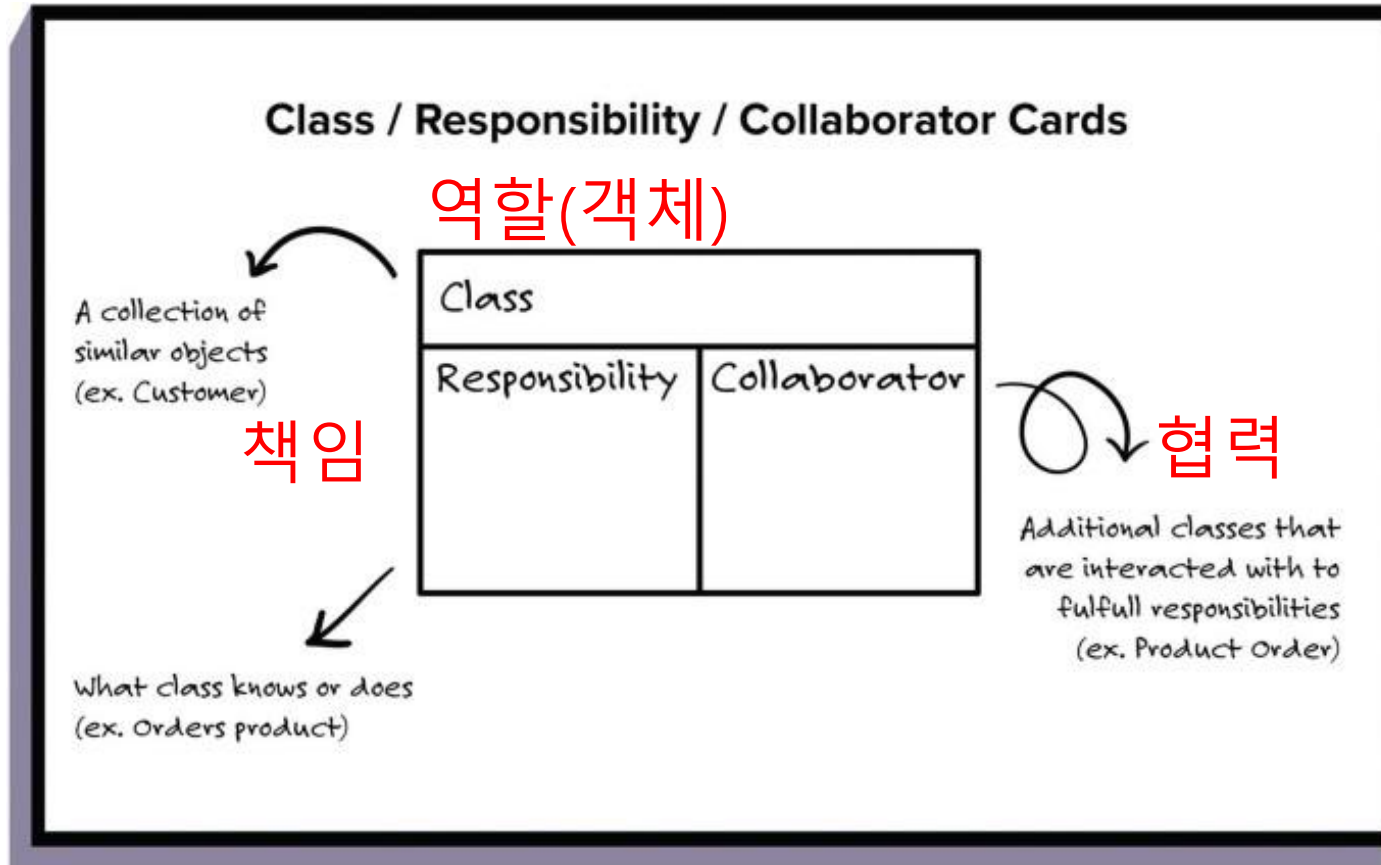 Class / Responsibility / Collaborator Cards
역할(객체)
A collection of
similar objects
(ex. Customer)
Class
Responsibility
Collaborator
책임
협력
Additional classes that
are interacted with to
fulfull responsibilities
(ex. Product Order)
What class knows or does
(ex. Orders product)